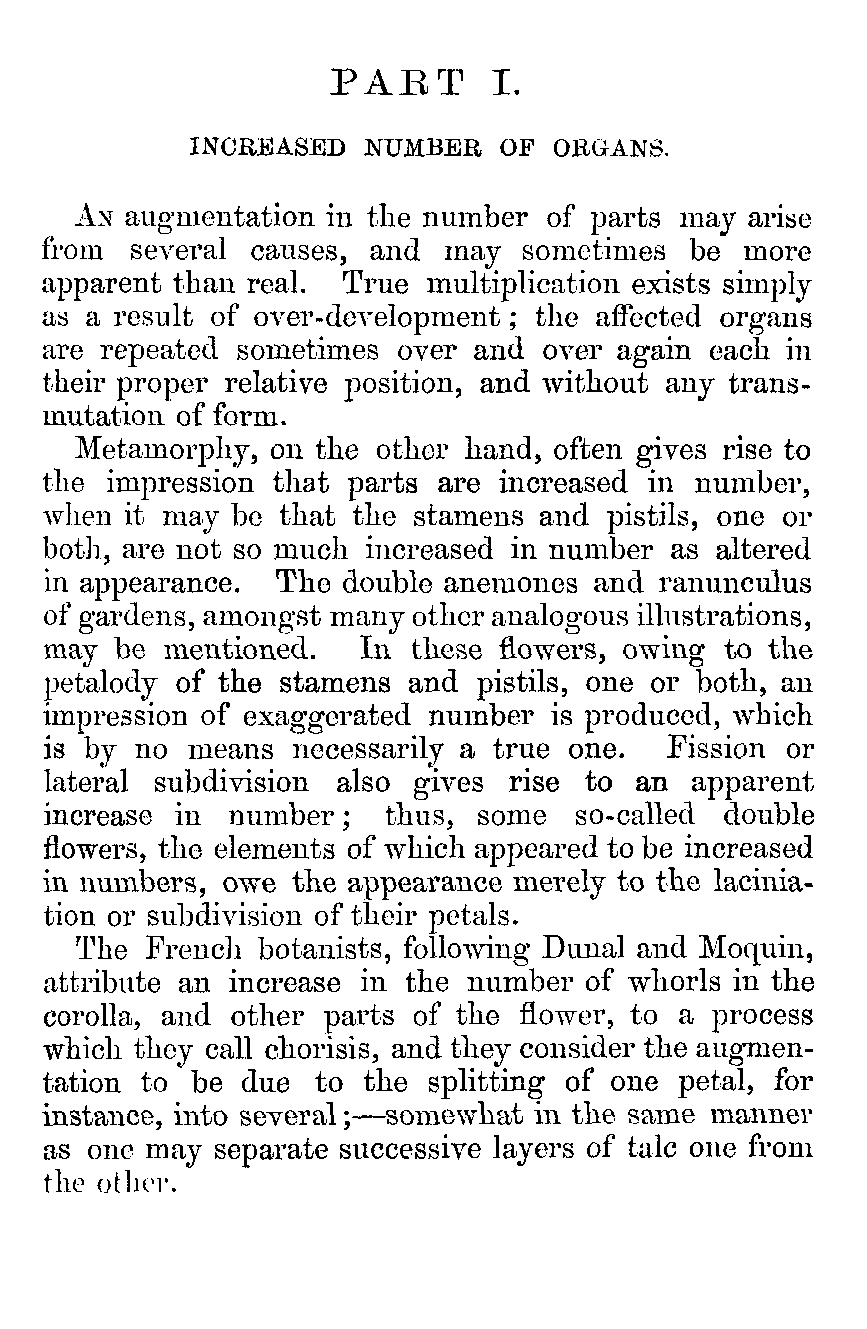 PART I.
INCREASED NUMBER OF ORGANS.
An augmentation in the number of parts may arise
from several causes, and may sometimes be more
apparent than real. True multiplication exists simply
as a result of over-development; the affected organs
are repeated sometimes over and over again each in
their proper relative position, and without any trans-
mutation of form.
Metamorphy, on the other hand, often gives rise to
the impression that parts are increased in number,
when it may be that the stamens and pistils, one or
both, are not so much increased in number as altered
in appearance. The double anemones and ranunculus
of gardens, amongst many other analogous illustrations,
may be mentioned. In these flowers, owing to the
petalody of the stamens and pistils, one or both, an
impression of exaggerated number is produced, which
is by no means necessarily a true one. Fission or
lateral subdivision also gives rise to an apparent
increase in number; thus, some so-called double
flowers, the elements of which appeared to be increased
in numbers, owe the appearance merely to the lacinia-
tion or subdivision of their petals.
The French botanists, following Dunal and Moquin,
attribute an increase in the number of whorls in the
corolla, and other parts of the flower, to a process
which they call chorisis, and they consider the augmen-
tation to be due to the splitting of one petal, for
instance, into several;—somewhat in the same manner
as one may separate successive layers of talc one from
the other.